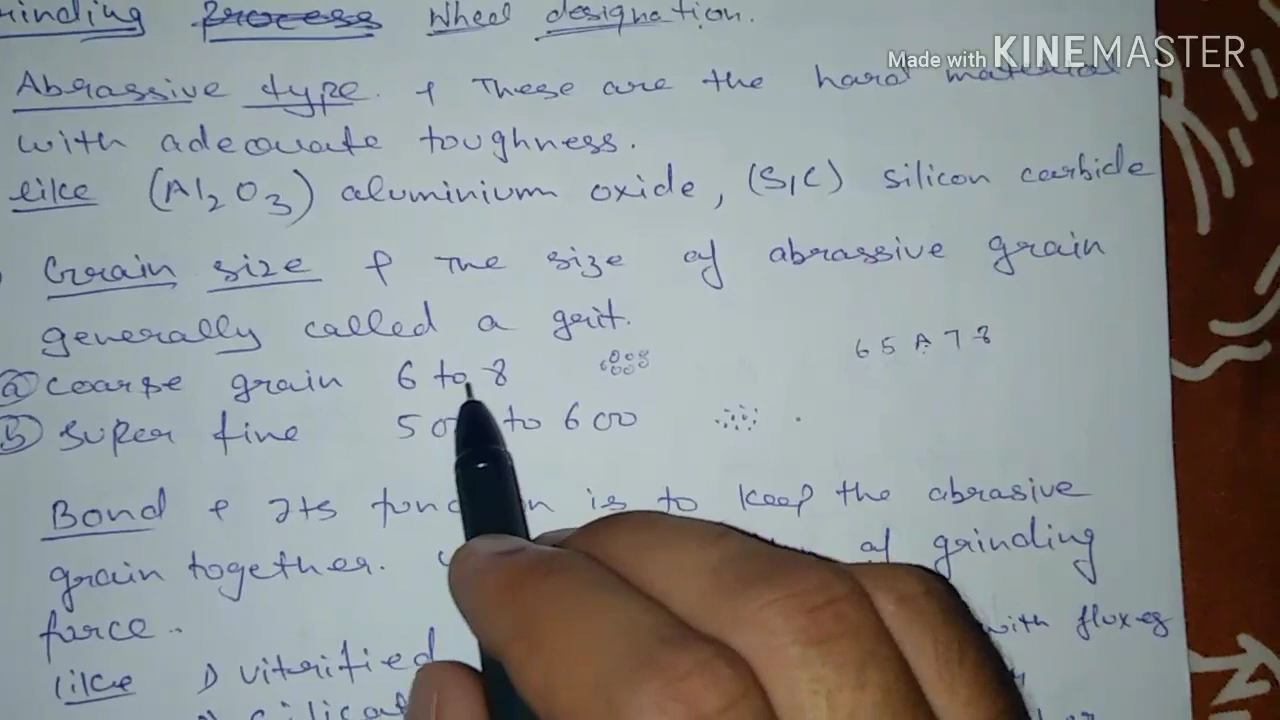 rinding process Wheel designation.
Made with KINEMASTER
Abrassive type. These are the hard material
with adequate toughness.
like (Al2O3) aluminium oxide, (SiC) silicon carbide
Grain size The size of abrassive grain
generally called a grit.
65A78
(a) coarse grain 6 to 8
(b) super fine to 600
Bond Its is to keep the abrasive
grain together. of grinding
force..
with fluxes
like 1) vitrified